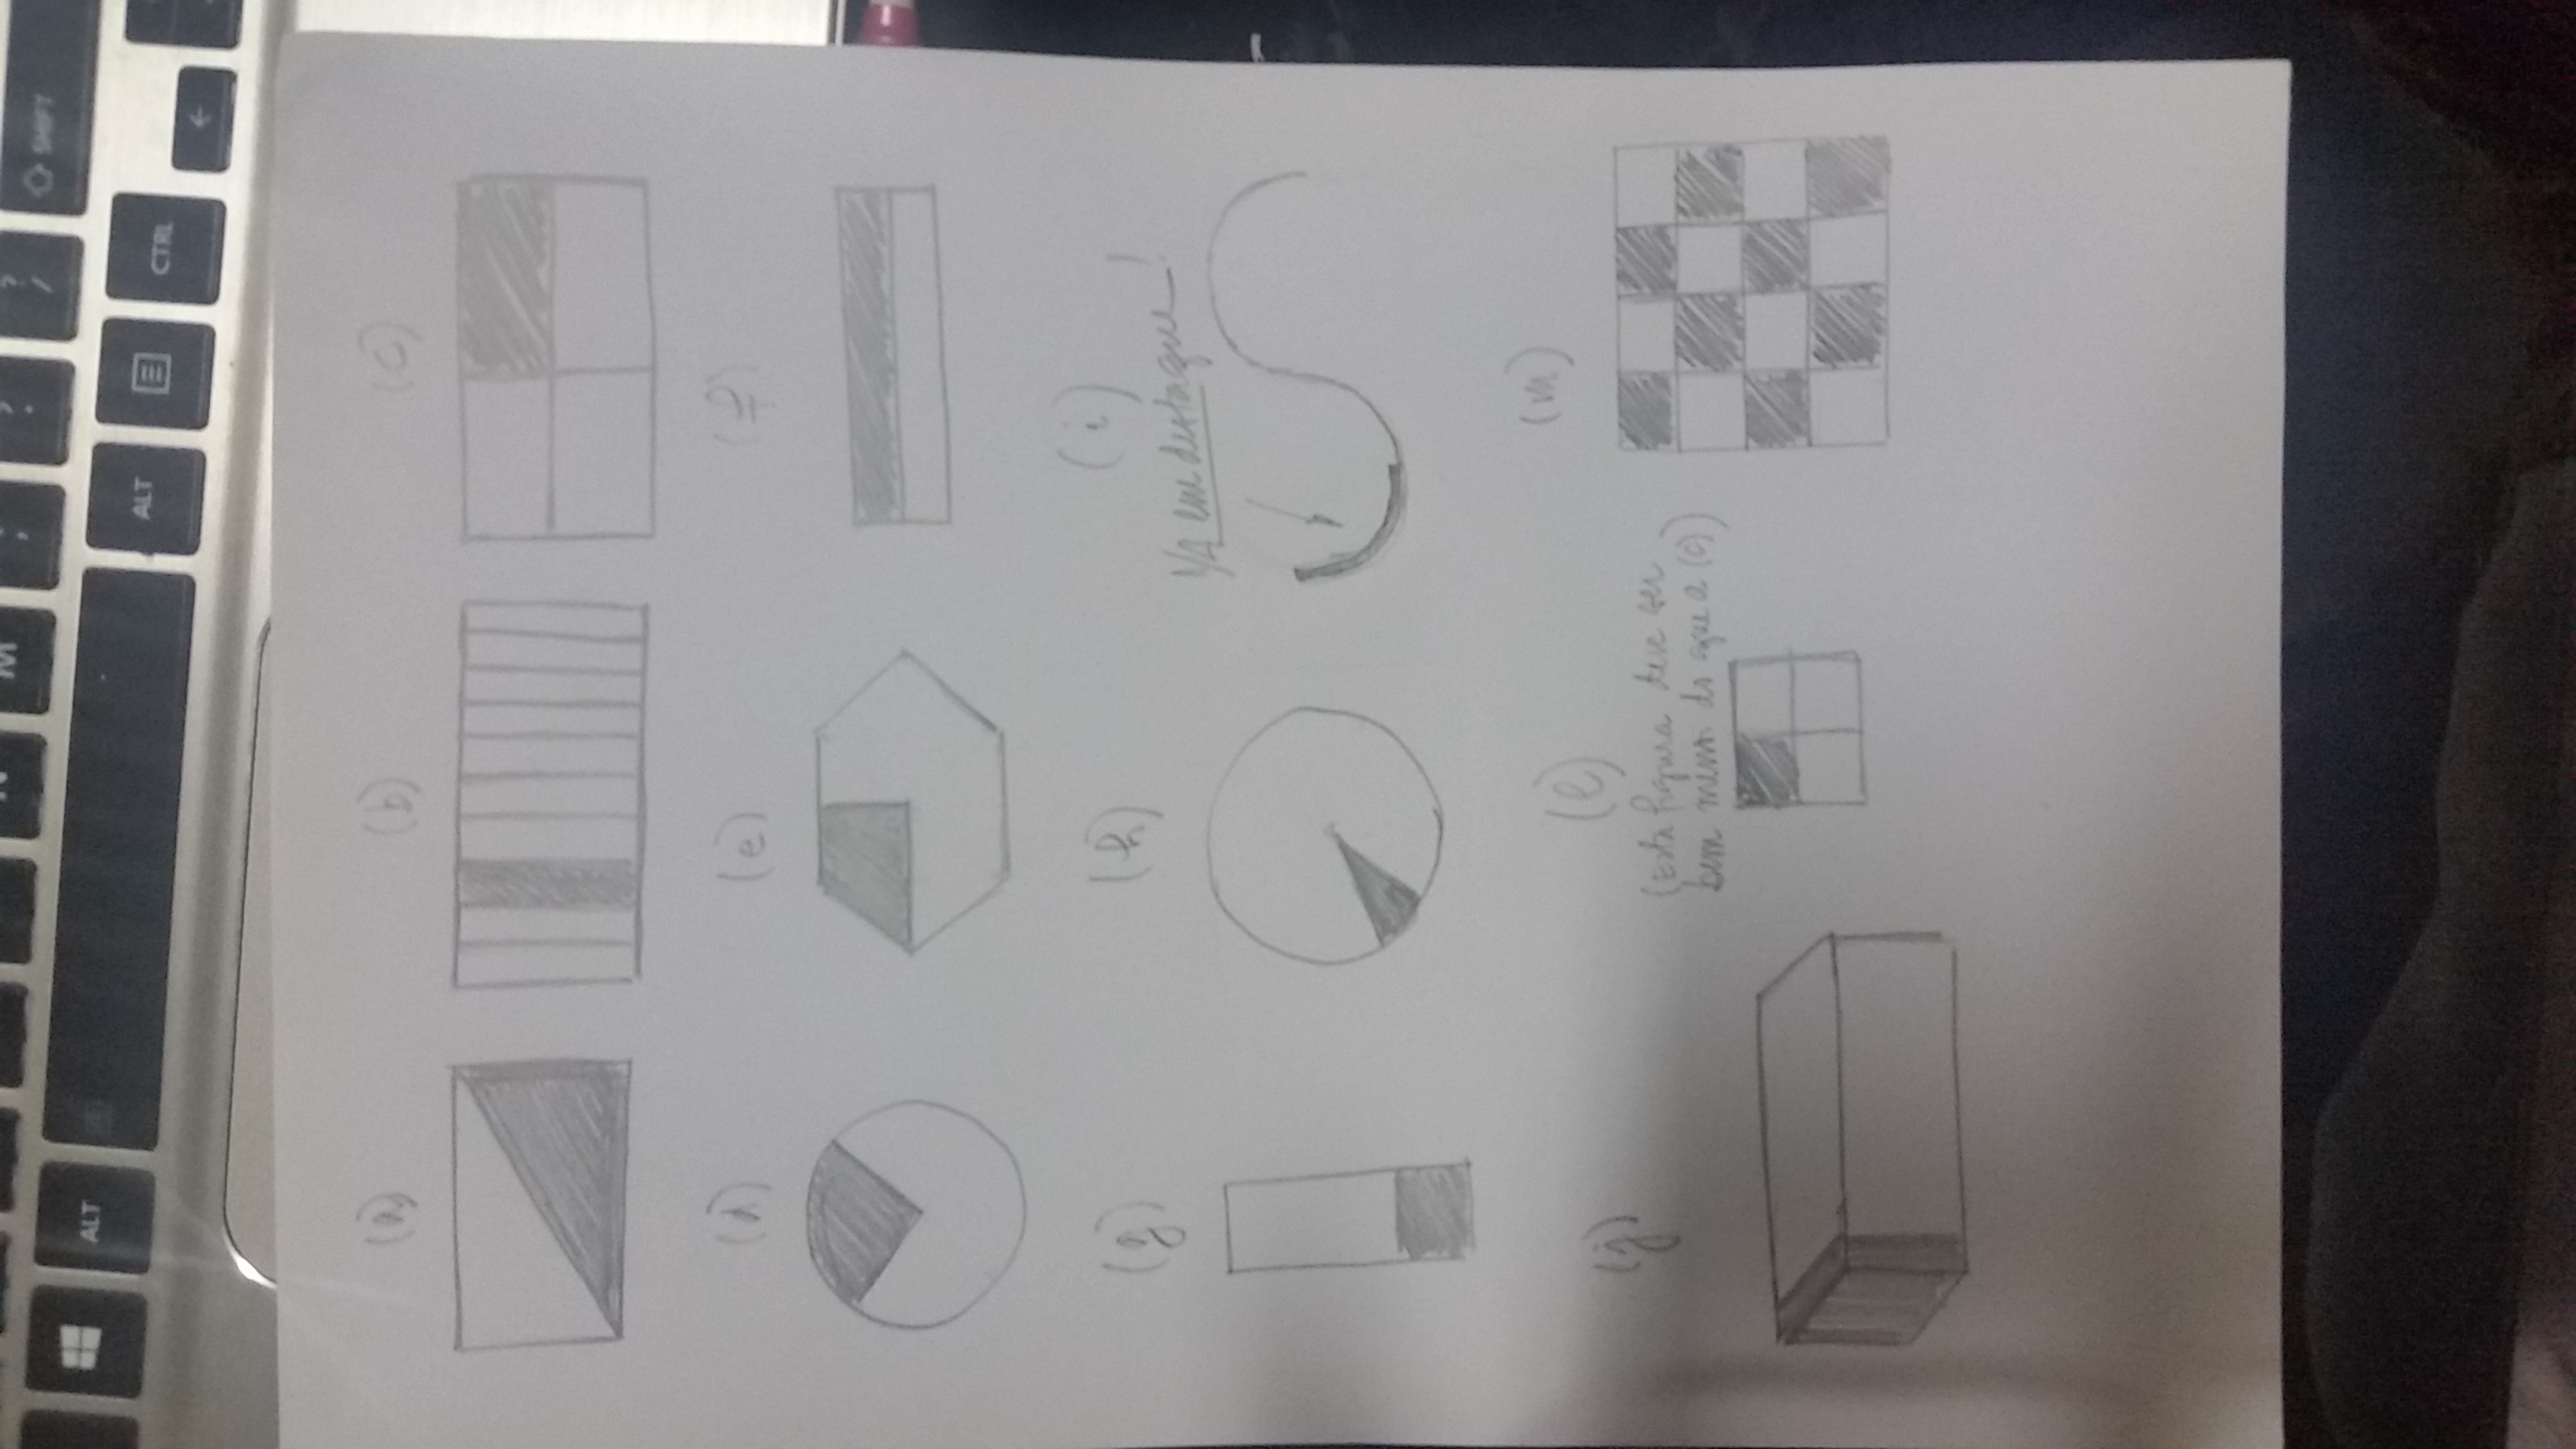 N M
ALT ALT CTRL ←
? / SHIFT
(a) (b) (c)
(d) (e) (f)
(g) (h) (i)
1/4 em destaque!
(j) (l) (m)
(Esta figura deve ser
bem menor do que a (c))